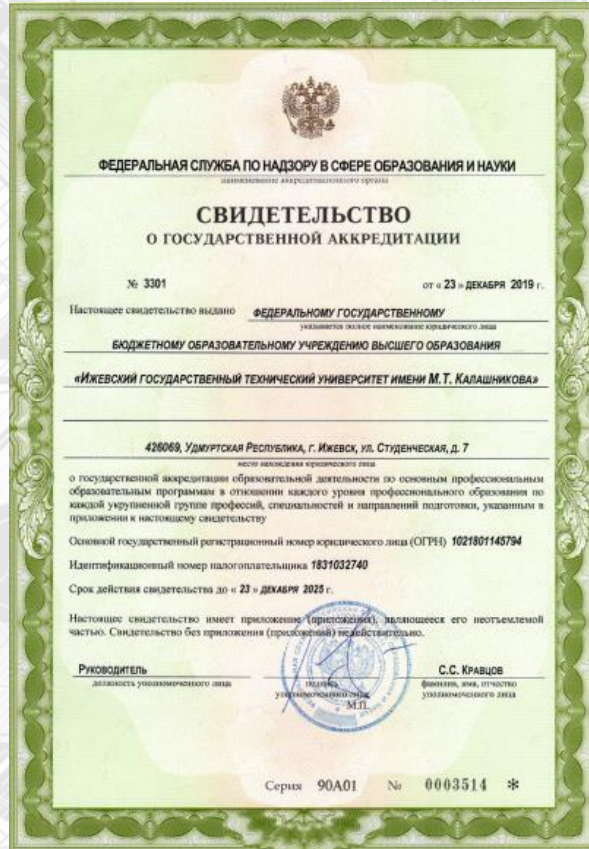 ФЕДЕРАЛЬНАЯ СЛУЖБА ПО НАДЗОРУ В СФЕРЕ ОБРАЗОВАНИЯ И НАУКИ
наименование аккредитационного органа
СВИДЕТЕЛЬСТВО
О ГОСУДАРСТВЕННОЙ АККРЕДИТАЦИИ
№ 3301 от « 23 » ДЕКАБРЯ 2019 г.
Настоящее свидетельство выдано ФЕДЕРАЛЬНОМУ ГОСУДАРСТВЕННОМУ
указывается полное наименование юридического лица
БЮДЖЕТНОМУ ОБРАЗОВАТЕЛЬНОМУ УЧРЕЖДЕНИЮ ВЫСШЕГО ОБРАЗОВАНИЯ
«ИЖЕВСКИЙ ГОСУДАРСТВЕННЫЙ ТЕХНИЧЕСКИЙ УНИВЕРСИТЕТ ИМЕНИ М.Т. КАЛАШНИКОВА»
426069, УДМУРТСКАЯ РЕСПУБЛИКА, Г. ИЖЕВСК, УЛ. СТУДЕНЧЕСКАЯ, Д. 7
место нахождения юридического лица
о государственной аккредитации образовательной деятельности по основным профессиональным
образовательным программам в отношении каждого уровня профессионального образования по
каждой укрупненной группе профессий, специальностей и направлений подготовки, указанным в
приложении к настоящему свидетельству
Основной государственный регистрационный номер юридического лица (ОГРН) 1021801145794
Идентификационный номер налогоплательщика 1831032740
Срок действия свидетельства до « 23 » ДЕКАБРЯ 2025 г.
Настоящее свидетельство имеет приложение (приложения), являющееся его неотъемлемой
частью. Свидетельство без приложения (приложений) недействительно.
РУКОВОДИТЕЛЬ С.С. КРАВЦОВ
должность уполномоченного лица подпись фамилия, имя, отчество
уполномоченного лица уполномоченного лица
М.П.
Серия 90А01 № 0003514 *